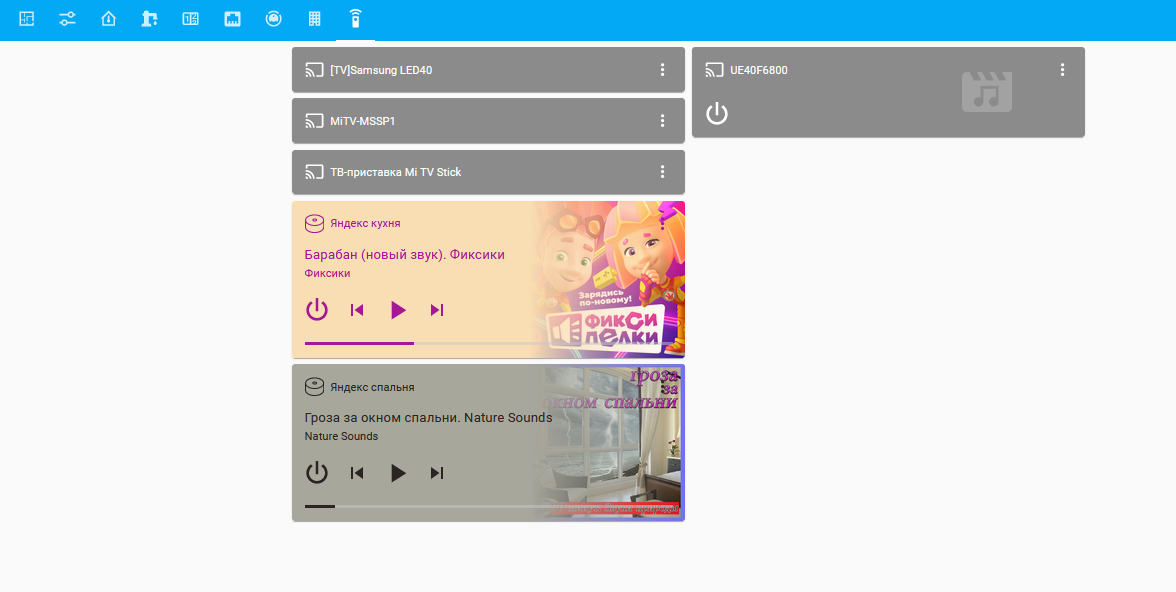 [TV]Samsung LED40
MiTV-MSSP1
ТВ-приставка Mi TV Stick
Яндекс кухня
Барабан (новый звук). Фиксики
Фиксики
Зарядись
по-новому!
ФИКСИ
ПЕЛКИ
Яндекс спальня
Гроза за окном спальни. Nature Sounds
Nature Sounds
гроза
за
окном спальни
UE40F6800